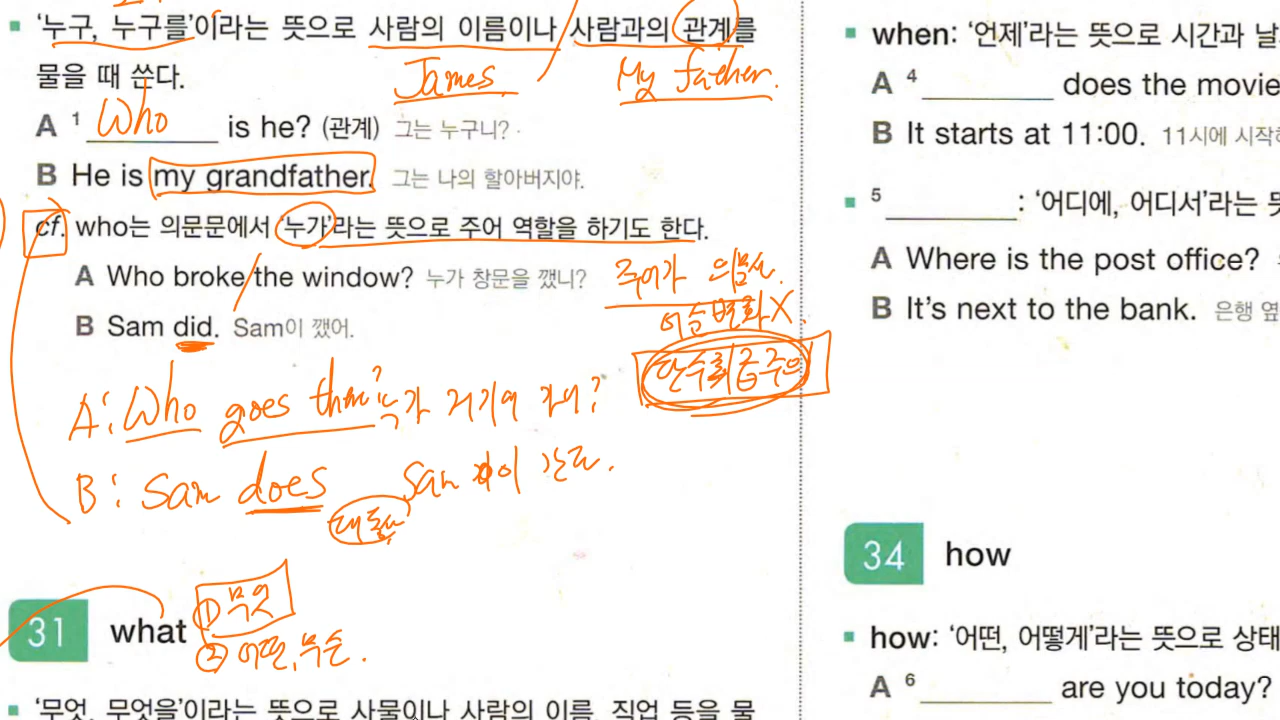 '누구, 누구를'이라는 뜻으로 사람의 이름이나 사람과의 관계를
물을 때 쓴다.
James
My father.
A 1 Who is he? (관계) 그는 누구니?
B He is my grandfather. 그는 나의 할아버지야.
cf. who는 의문문에서 '누가'라는 뜻으로 주어 역할을 하기도 한다.
A Who broke the window? 누가 창문을 깼니?
B Sam did. Sam이 깼어.
주어가 의문사.
어순변화X.
단수취급주의
A: Who goes there? 누가 거기에 가니?
B: Sam does Sam이 간다.
대동사
31 what
① 무엇
② 어떤, 무슨.
'무엇, 무엇을'이라는 뜻으로 사물이나 사람의 이름, 직업 등을 물
when: '언제'라는 뜻으로 시간과 날
A 4 does the movie
B It starts at 11:00. 11시에 시작
5 : '어디에, 어디서'라는
A Where is the post office?
B It's next to the bank. 은행 옆
34 how
how: '어떤, 어떻게'라는 뜻으로 상태
A 6 are you today?